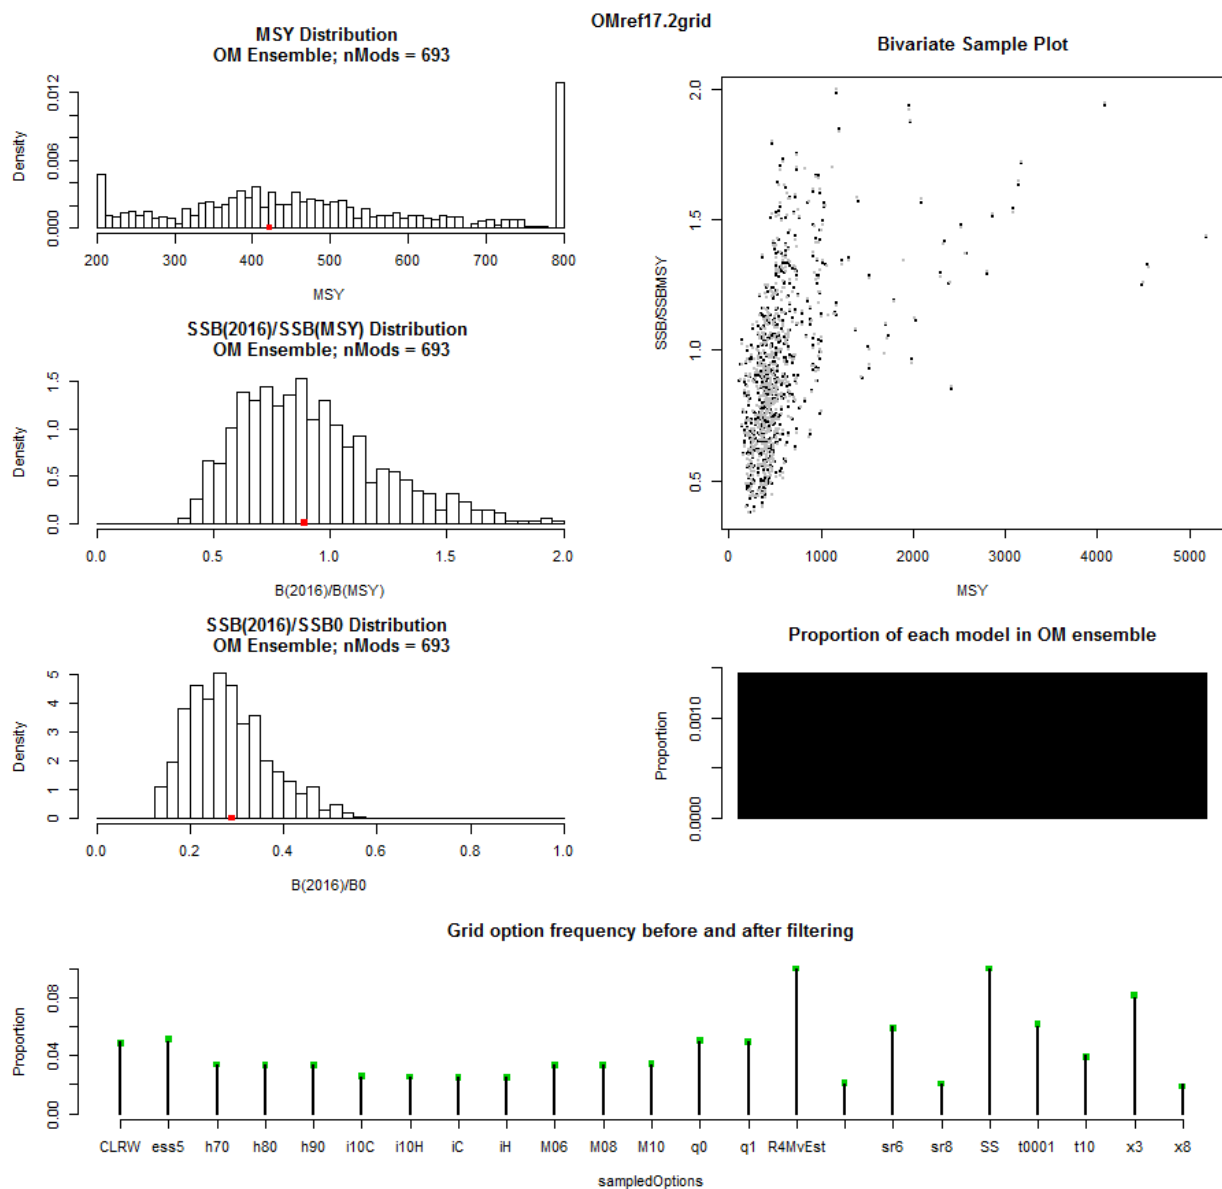 OMref17.2grid
MSY Distribution
OM Ensemble; nMods = 693
Density
0.000
0.006
0.012
200 300 400 500 600 700 800
MSY
Bivariate Sample Plot
SSB/SSBMSY
0.5
1.0
1.5
2.0
0 1000 2000 3000 4000 5000
MSY
SSB(2016)/SSB(MSY) Distribution
OM Ensemble; nMods = 693
Density
0.0
0.5
1.0
1.5
0.0 0.5 1.0 1.5 2.0
B(2016)/B(MSY)
SSB(2016)/SSB0 Distribution
OM Ensemble; nMods = 693
Density
0
1
2
3
4
5
0.0 0.2 0.4 0.6 0.8 1.0
B(2016)/B0
Proportion of each model in OM ensemble
Proportion
0.0000
0.0010
Grid option frequency before and after filtering
Proportion
0.00
0.04
0.08
CLRW ess5 h70 h80 h90 i10C i10H iC iH M06 M08 M10 q0 q1 R4MvEst sr6 sr8 SS t0001 t10 x3 x8
sampledOptions